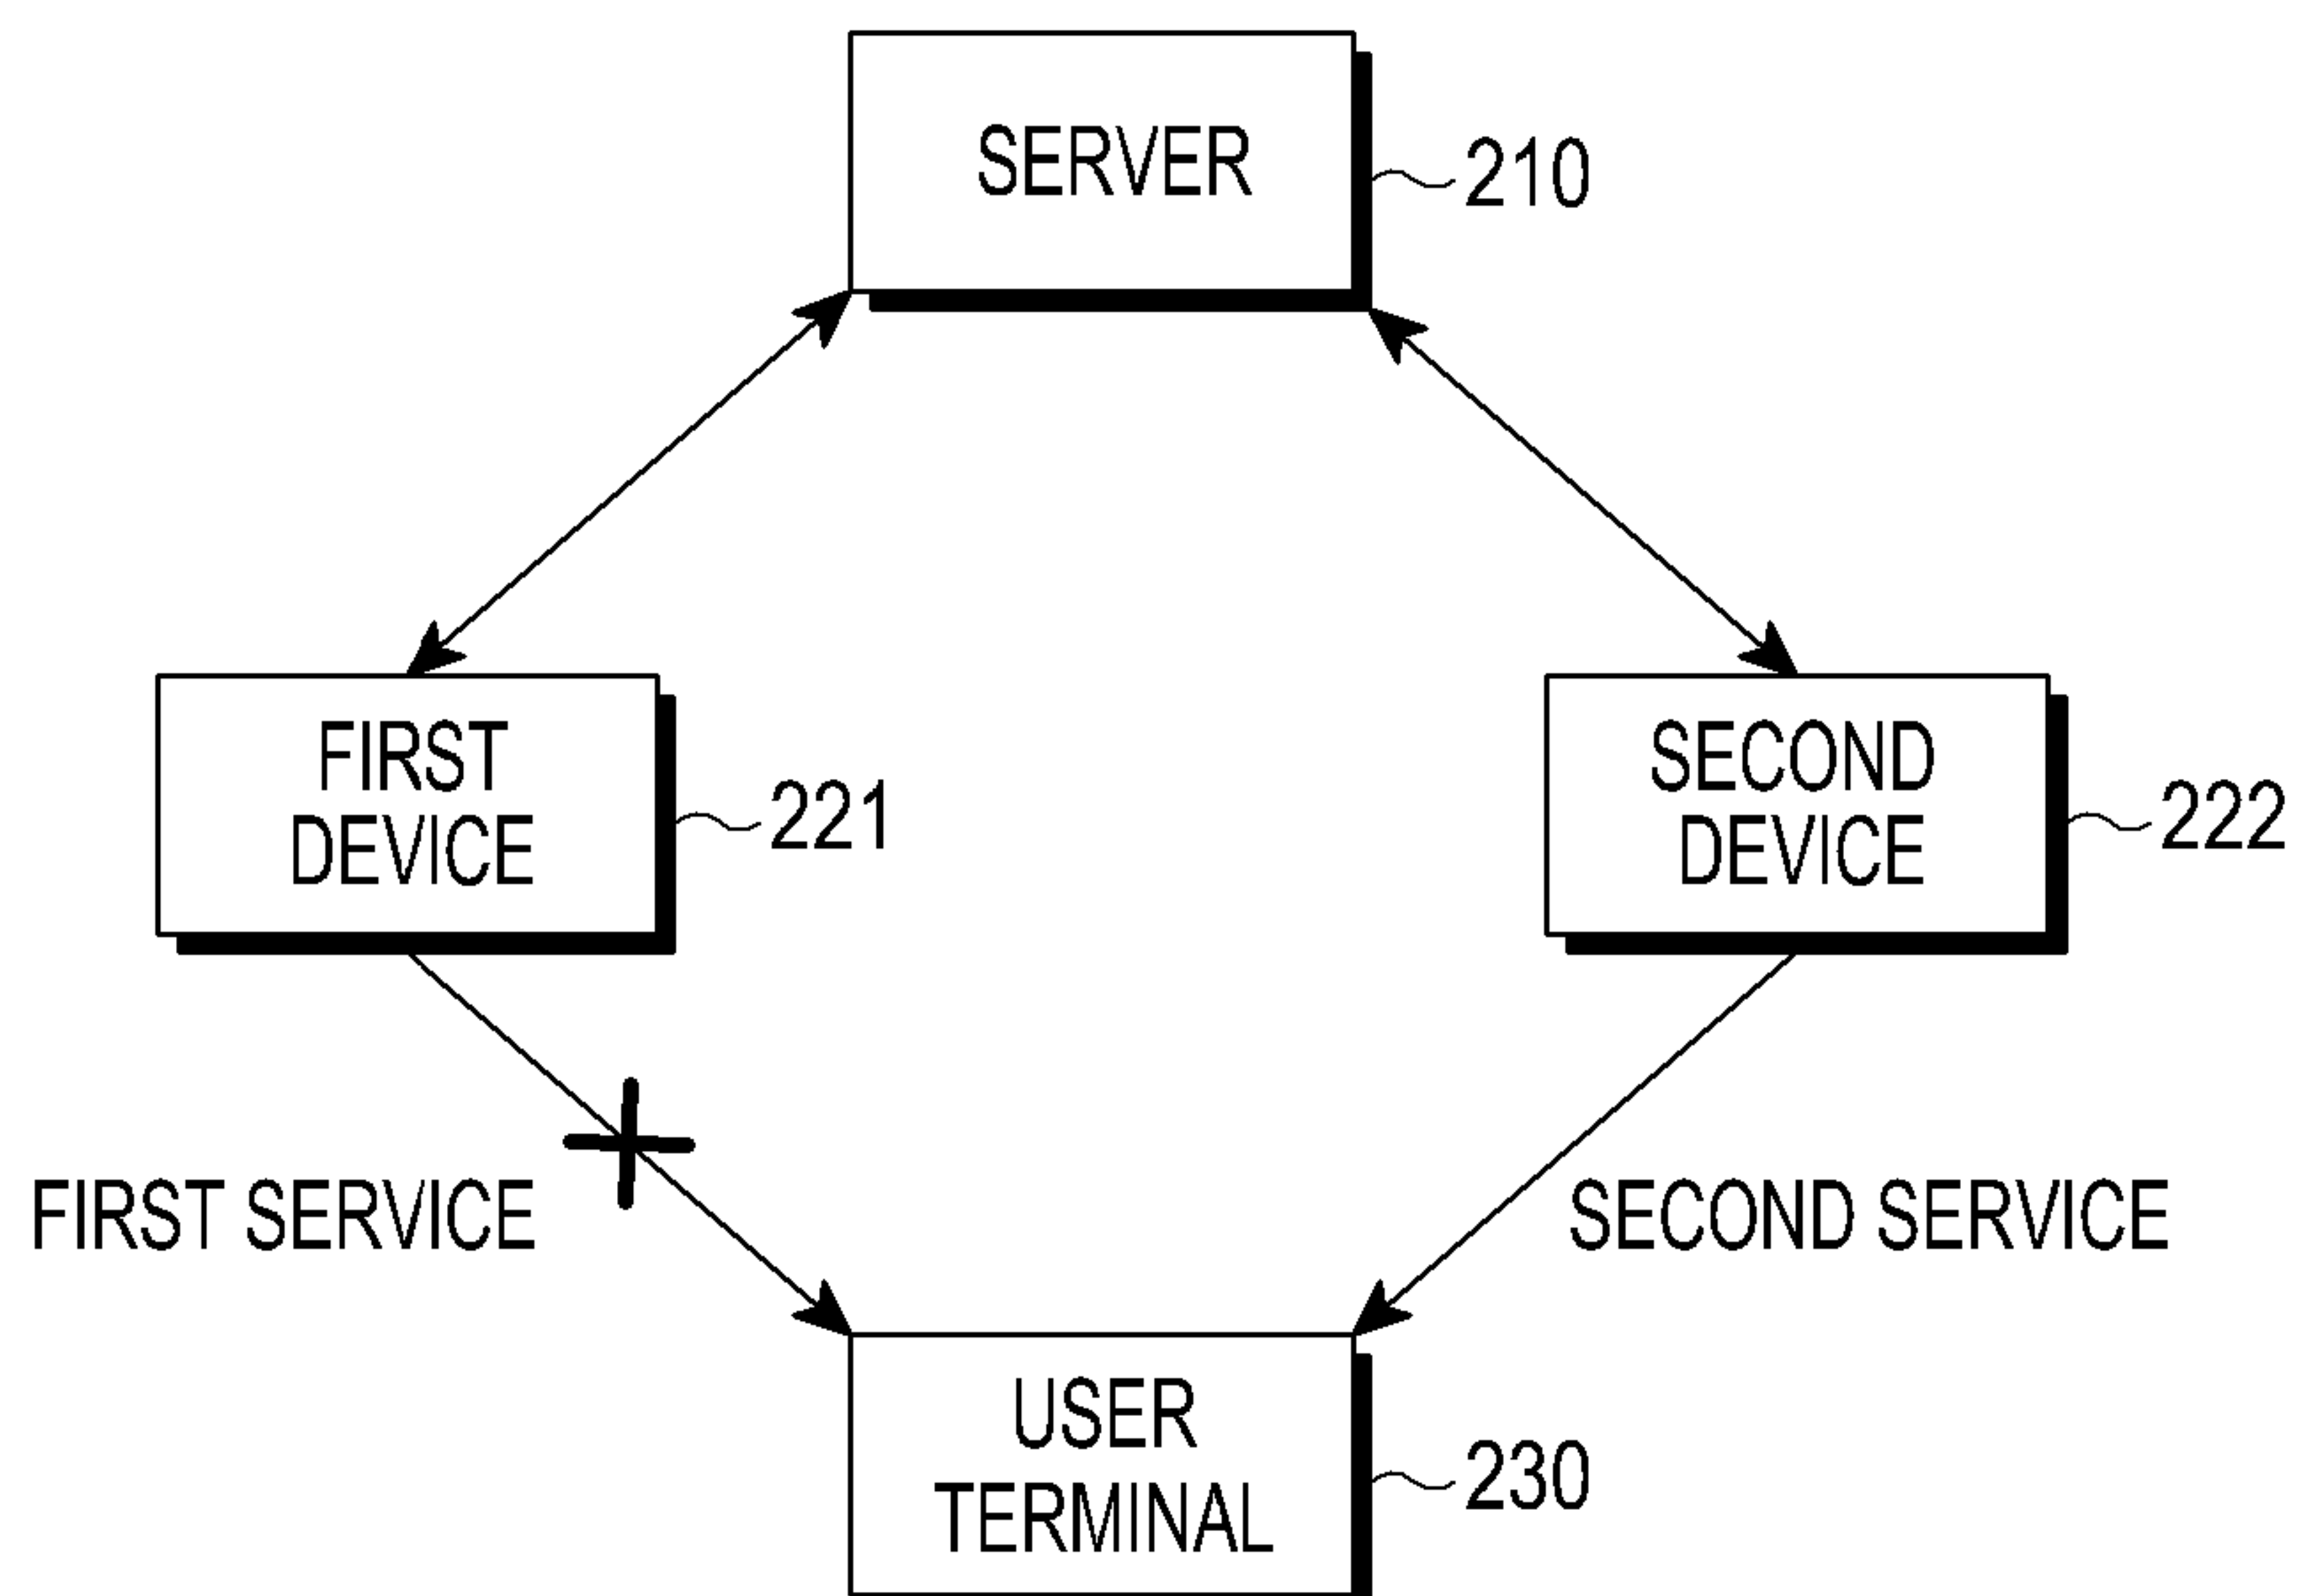 SERVER
210
FIRST
DEVICE
221
SECOND
DEVICE
222
FIRST SERVICE
SECOND SERVICE
USER
TERMINAL
230